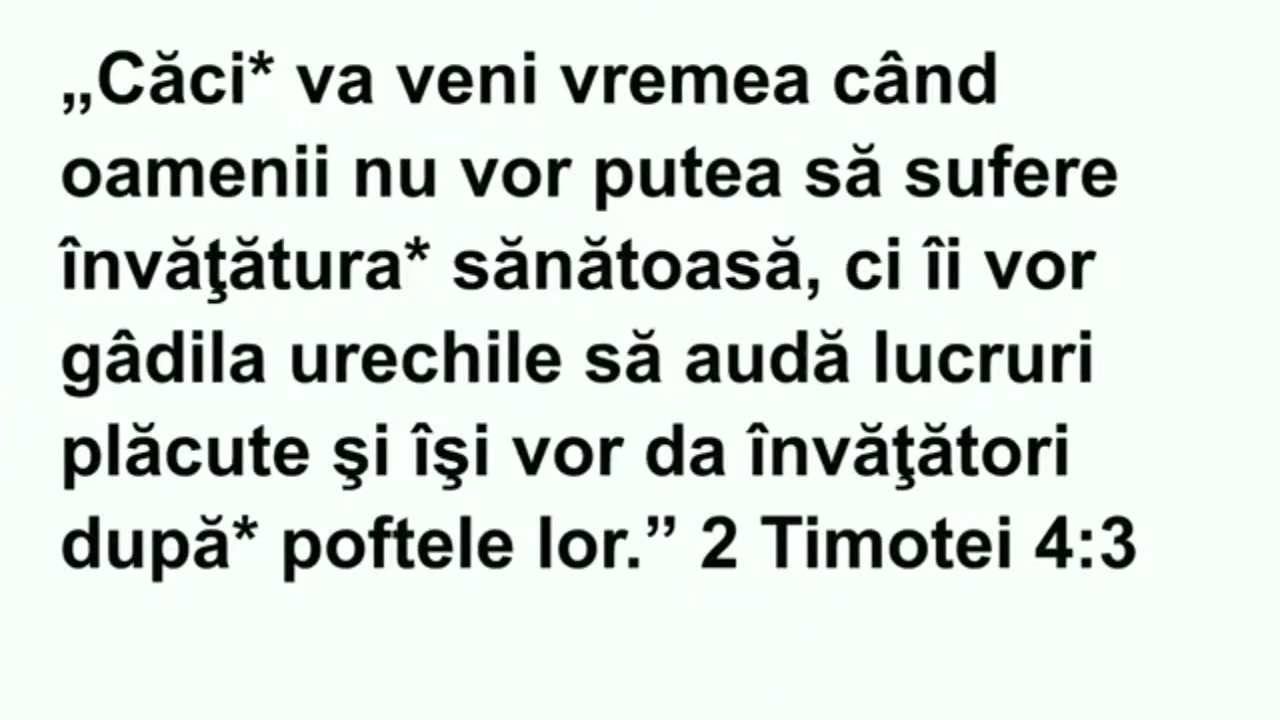 „Căci* va veni vremea când
oamenii nu vor putea să sufere
învăţătura* sănătoasă, ci îi vor
gâdila urechile să audă lucruri
plăcute şi îşi vor da învăţători
după* poftele lor.” 2 Timotei 4:3